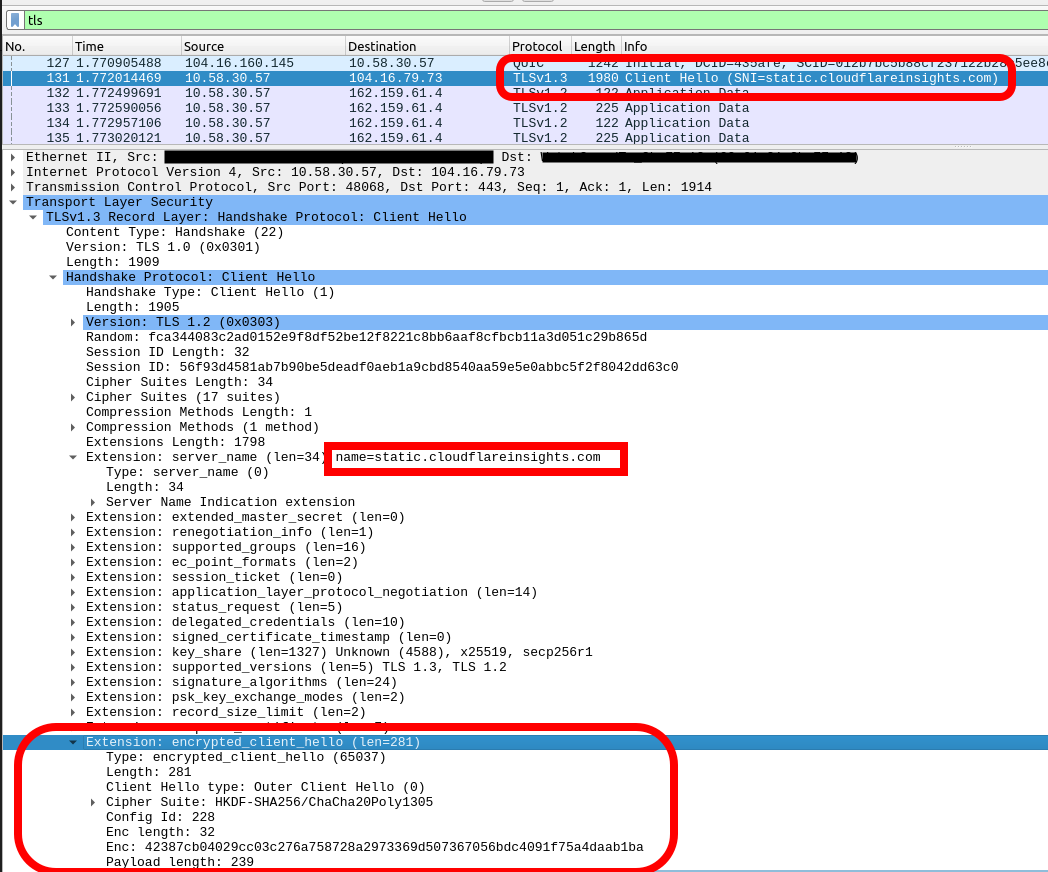 tls
No. Time Source Destination Protocol Length Info
127 1.770905488 104.16.160.145 10.58.30.57 QUIC 1242 Initial,
131 1.772014469 10.58.30.57 104.16.79.73 TLSv1.3 1980 Client Hello (SNI=static.cloudflareinsights.com)
132 1.772499691 10.58.30.57 162.159.61.4 TLSv1.2 122 Application Data
133 1.772590056 10.58.30.57 162.159.61.4 TLSv1.2 225 Application Data
134 1.772957106 10.58.30.57 162.159.61.4 TLSv1.2 122 Application Data
135 1.773020121 10.58.30.57 162.159.61.4 TLSv1.2 225 Application Data
Ethernet II, Src: Dst:
Internet Protocol Version 4, Src: 10.58.30.57, Dst: 104.16.79.73
Transmission Control Protocol, Src Port: 48068, Dst Port: 443, Seq: 1, Ack: 1, Len: 1914
Transport Layer Security
TLSv1.3 Record Layer: Handshake Protocol: Client Hello
Content Type: Handshake (22)
Version: TLS 1.0 (0x0301)
Length: 1909
Handshake Protocol: Client Hello
Handshake Type: Client Hello (1)
Length: 1905
Version: TLS 1.2 (0x0303)
Random: fca344083c2ad0152e9f8df52be12f8221c8bb6aaf8cfbcb11a3d051c29b865d
Session ID Length: 32
Session ID: 56f93d4581ab7b90be5deadf0aeb1a9cbd8540aa59e5e0abbc5f2f8042dd63c0
Cipher Suites Length: 34
Cipher Suites (17 suites)
Compression Methods Length: 1
Compression Methods (1 method)
Extensions Length: 1798
Extension: server_name (len=34) name=static.cloudflareinsights.com
Type: server_name (0)
Length: 34
Server Name Indication extension
Extension: extended_master_secret (len=0)
Extension: renegotiation_info (len=1)
Extension: supported_groups (len=16)
Extension: ec_point_formats (len=2)
Extension: session_ticket (len=0)
Extension: application_layer_protocol_negotiation (len=14)
Extension: status_request (len=5)
Extension: delegated_credentials (len=10)
Extension: signed_certificate_timestamp (len=0)
Extension: key_share (len=1327) Unknown (4588), x25519, secp256r1
Extension: supported_versions (len=5) TLS 1.3, TLS 1.2
Extension: signature_algorithms (len=24)
Extension: psk_key_exchange_modes (len=2)
Extension: record_size_limit (len=2)
Extension: encrypted_client_hello (len=281)
Type: encrypted_client_hello (65037)
Length: 281
Client Hello type: Outer Client Hello (0)
Cipher Suite: HKDF-SHA256/ChaCha20Poly1305
Config Id: 228
Enc length: 32
Enc: 42387cb04029cc03c276a758728a2973369d507367056bdc4091f75a4daab1ba
Payload length: 239